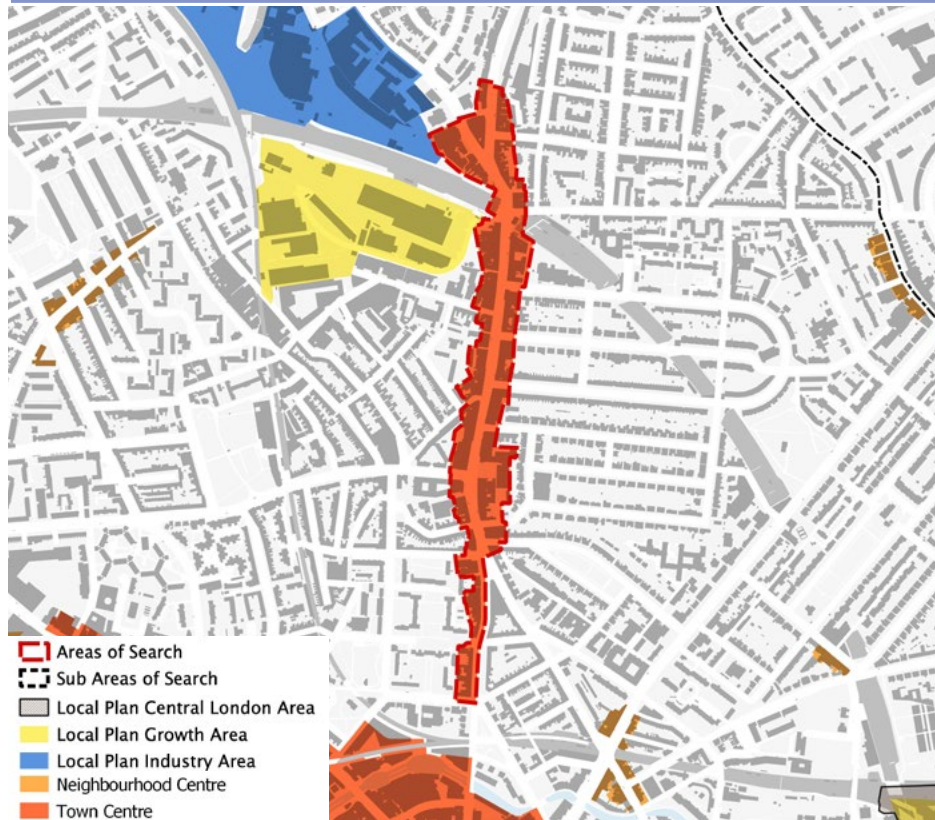 Areas of Search
Sub Areas of Search
Local Plan Central London Area
Local Plan Growth Area
Local Plan Industry Area
Neighbourhood Centre
Town Centre